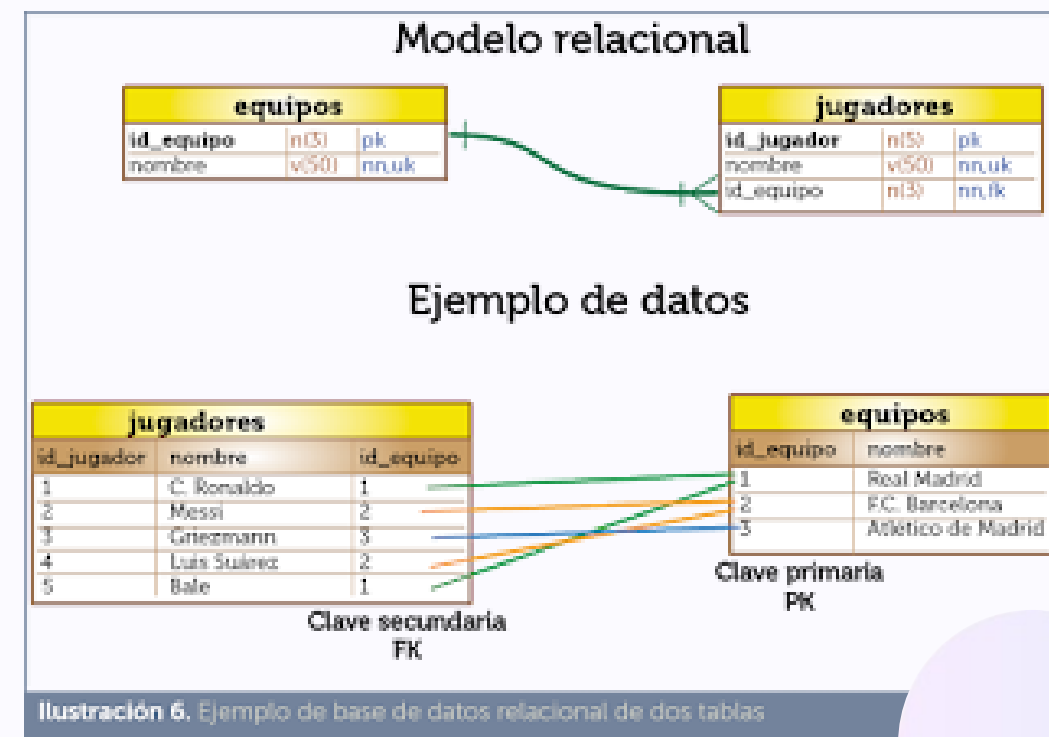 Modelo relacional
equipos
id_equipo n(3) pk
nombre v(50) nn,uk
jugadores
id_jugador n(5) pk
nombre v(50) nn,uk
id_equipo n(3) nn,fk
Ejemplo de datos
jugadores
id_jugador nombre id_equipo
1 C. Ronaldo 1
2 Messi 2
3 Griezmann 3
4 Luis Suárez 2
5 Bale 1
Clave secundaria
FK
equipos
id_equipo nombre
1 Real Madrid
2 F.C. Barcelona
3 Atlético de Madrid
Clave primaria
PK
Ilustración 6. Ejemplo de base de datos relacional de dos tablas